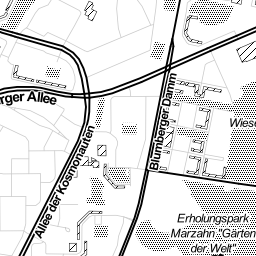 rger Allee
Allee der Kosmonauten
Blumberger Damm
Wiese
Erholungspark
Marzahn."Gärten
der.Welt"